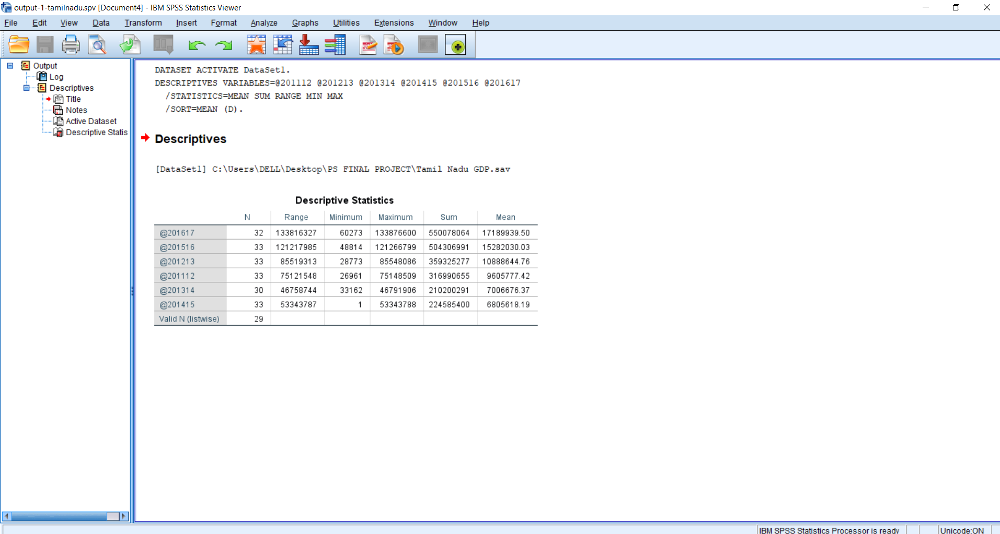 output-1-tamilnadu.spv [Document4] - IBM SPSS Statistics Viewer
File Edit View Data Transform Insert Format Analyze Graphs Utilities Extensions Window Help
Output
Log
Descriptives
Title
Notes
Active Dataset
Descriptive Statis
DATASET ACTIVATE DataSet1.
DESCRIPTIVES VARIABLES=@201112 @201213 @201314 @201415 @201516 @201617
/STATISTICS=MEAN SUM RANGE MIN MAX
/SORT=MEAN (D).
Descriptives
[DataSet1] C:\Users\DELL\Desktop\PS FINAL PROJECT\Tamil Nadu GDP.sav
Descriptive Statistics
N Range Minimum Maximum Sum Mean
@201617 32 133816327 60273 133876600 550078064 17189939.50
@201516 33 121217985 48814 121266799 504306991 15282030.03
@201213 33 85519313 28773 85548086 359325277 10888644.76
@201112 33 75121548 26961 75148509 316990655 9605777.42
@201314 30 46758744 33162 46791906 210200291 7006676.37
@201415 33 53343787 1 53343788 224585400 6805618.19
Valid N (listwise) 29
IBM SPSS Statistics Processor is ready Unicode:ON